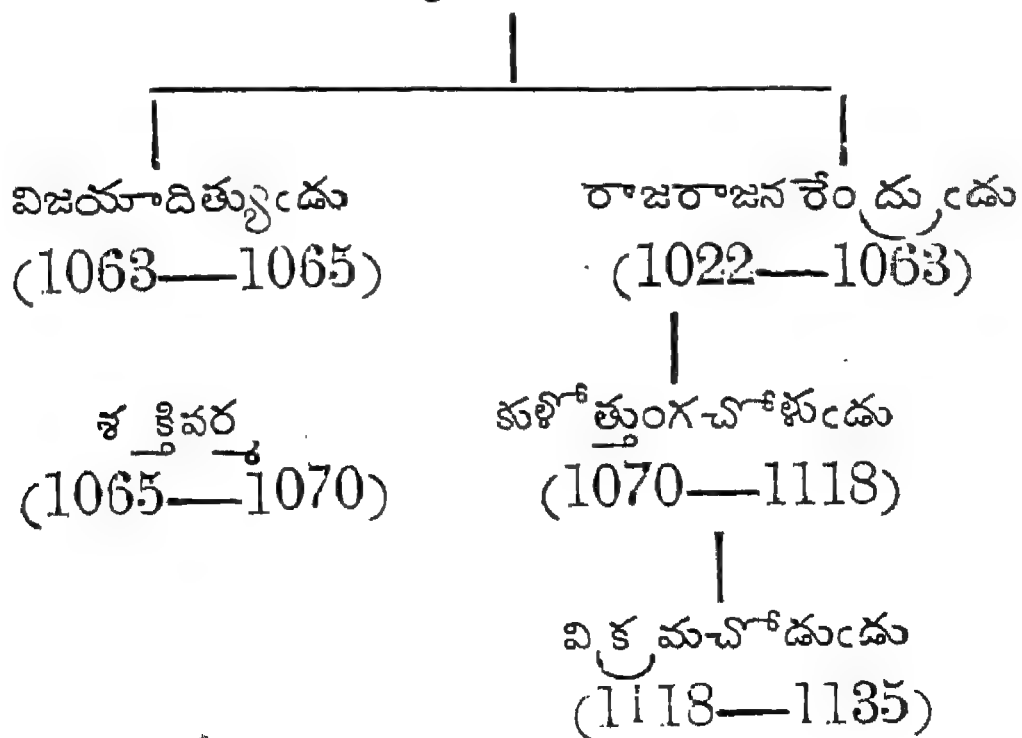 విజయాదిత్యుఁడు రాజరాజనరేంద్రుఁడు
(1063—1065) (1022—1063)
శక్తివర్మ కుళోత్తుంగచోళుఁడు
(1065—1070) (1070—1118)
విక్రమచోడుఁడు
(1118—1135)